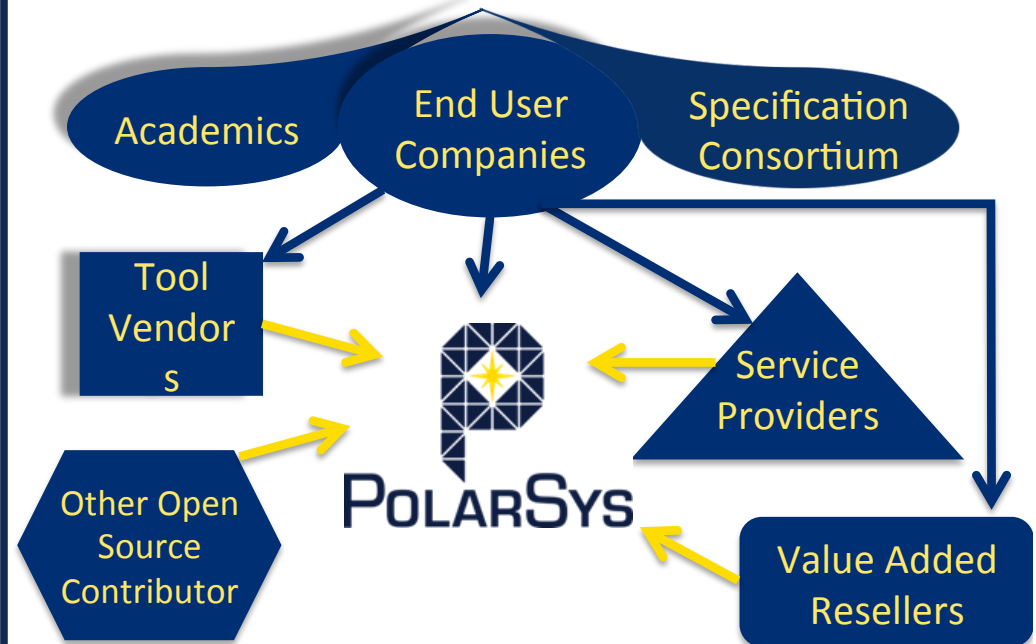 Academics
End User
Companies
Specification
Consortium
Tool
Vendor
s
Service
Providers
POLARSYS
Other Open
Source
Contributor
Value Added
Resellers